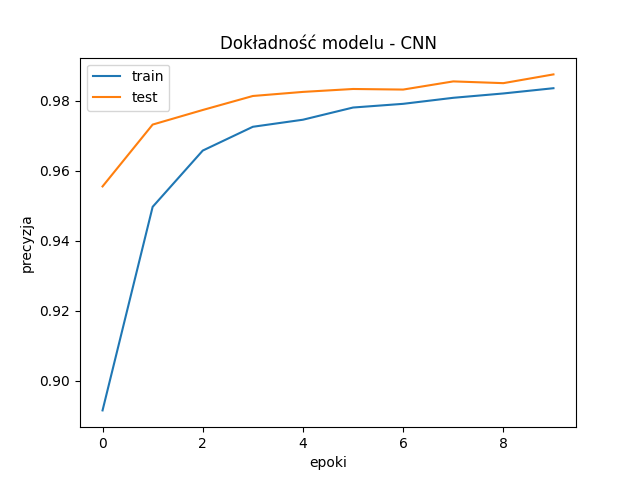 Dokładność modelu - CNN
train
test
0.98
0.96
0.94
0.92
0.90
precyzja
0 2 4 6 8
epoki